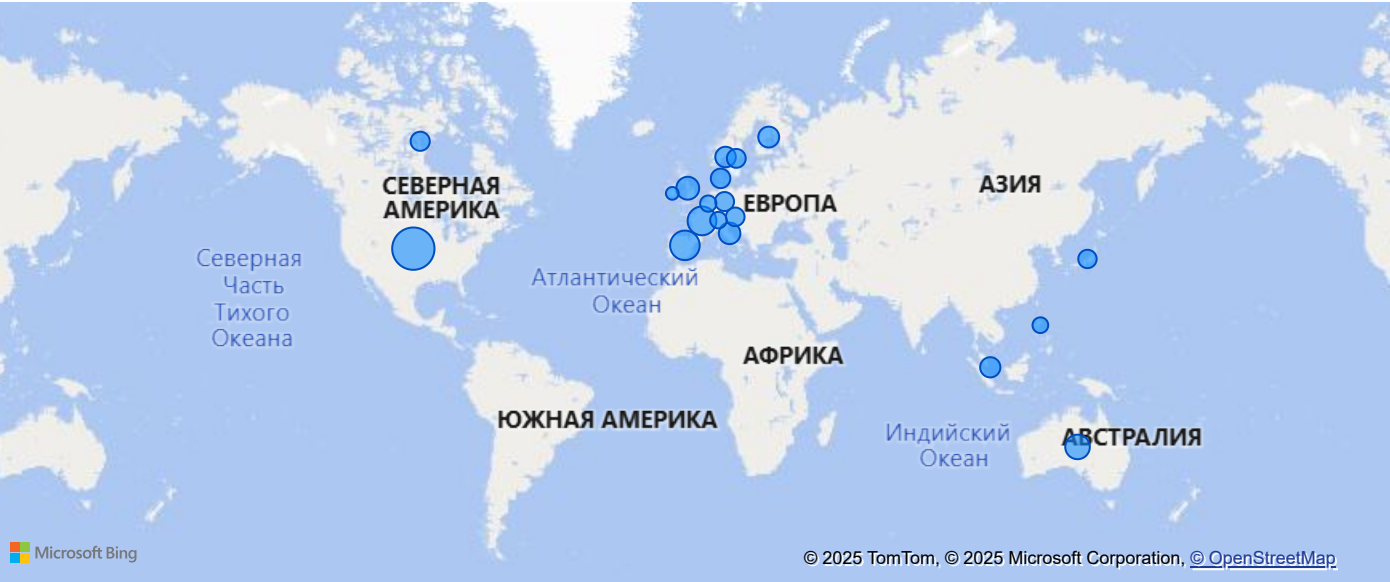 СЕВЕРНАЯ
АМЕРИКА
АЗИЯ
ЕВРОПА
Северная
Часть
Тихого
Океана
Атлантический
Океан
АФРИКА
ЮЖНАЯ АМЕРИКА
Индийский
Океан
АВСТРАЛИЯ
Microsoft Bing
© 2025 TomTom, © 2025 Microsoft Corporation, © OpenStreetMap